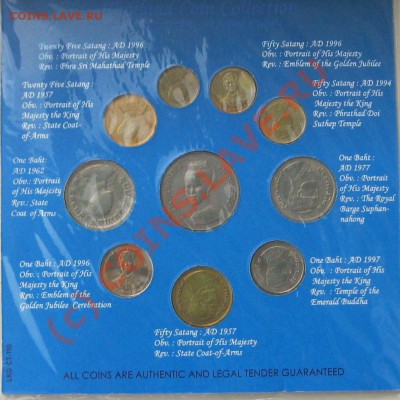 COINS.LAVE.RU
Twenty Five Satang : AD 1996
Obv. : Portrait of His Majesty
Rev. : Phra Sri Mahathad Temple
Fifty Satang : AD 1996
Obv. : Portrait of His Majesty
Rev. : Emblem of the Golden Jubilee
Twenty Five Satang :
AD 1957
Obv. : Portrait of His
Majesty the King
Rev. : State Coat-
of-Arms
Fifty Satang : AD 1994
Obv. : Portrait of His
Majesty the King
Rev. : Phrathad Doi
Suthep Temple
One Baht :
AD 1962
Obv. : Portrait
of His Majesty
Rev. : State
Coat of Arms
One Baht : AD
1977
Obv. : Portrait
of His Majesty
Rev. : The Royal
Barge Suphan-
nahong
One Baht : AD 1996
Obv. : Portrait of His
Majesty the King
Rev. : Emblem of the
Golden Jubilee Cerebration
One Baht : AD 1997
Obv. : Portrait of His
Majesty the King
Rev. : Temple of the
Emerald Buddha
Fifty Satang : AD 1957
Obv. : Portrait of His Majesty
Rev. : State Coat-of-Arms
ALL COINS ARE AUTHENTIC AND LEGAL TENDER GUARANTEED
(c) COINS.LAVE.RU